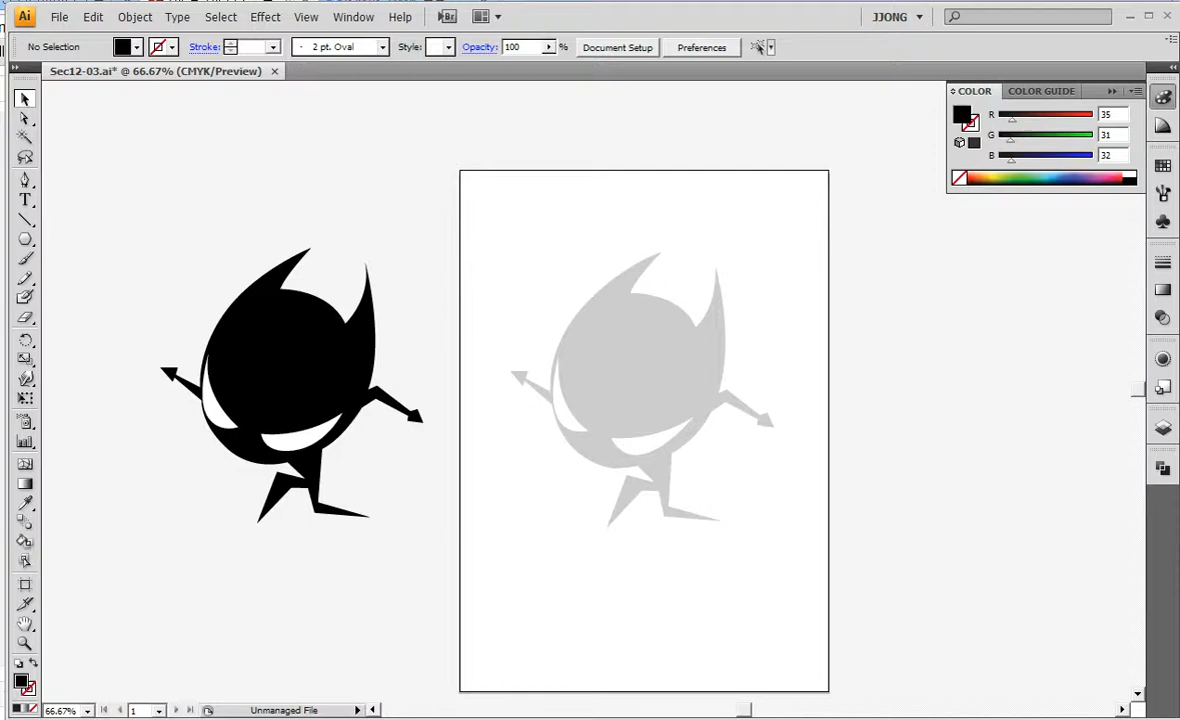 Ai File Edit Object Type Select Effect View Window Help Br JJONG
No Selection Stroke: 2 pt. Oval Style: Opacity: 100 % Document Setup Preferences
Sec12-03.ai* @ 66.67% (CMYK/Preview)
COLOR COLOR GUIDE
R 35
G 31
B 32
T
66.67% 1 Unmanaged File